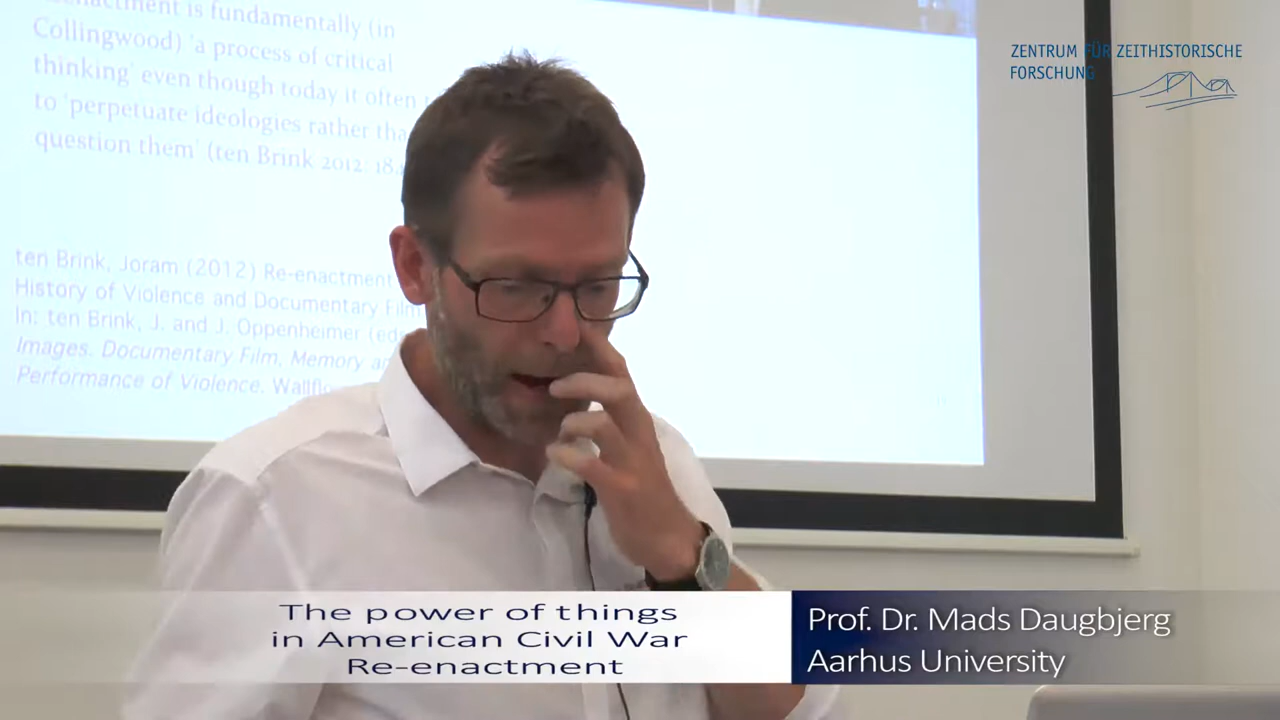 is fundamentally (in
Collingwood) 'a process of critical
thinking' even though today it often
to 'perpetuate ideologies rather
question them' (ten Brink 2012:
ten Brink, Joram (2012) Re-enactment
History of Violence and Documentary
In: ten Brink, J. and J. Oppenheimer
Images. Documentary Film, Memory
Performance of Violence.
ZENTRUM FÜR ZEITHISTORISCHE
FORSCHUNG
The power of things
in American Civil War
Re-enactment
Prof. Dr. Mads Daugbjerg
Aarhus University